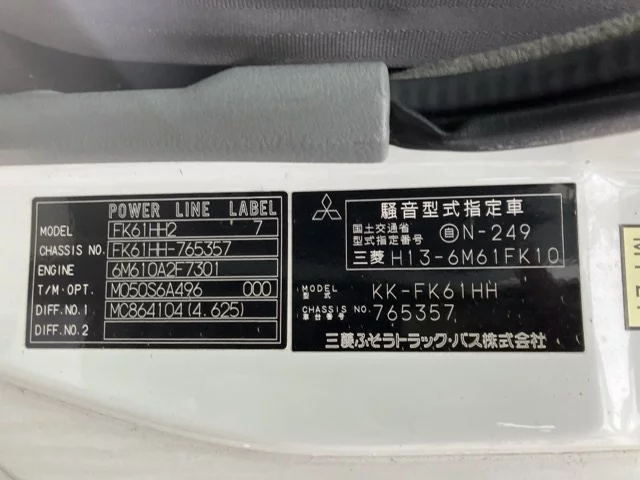 POWER LINE LABEL
MODEL FK61HH2 7
CHASSIS NO. FK61HH-765357
ENGINE 6M610A2F7301
T/M・OPT. M050S6A496 000
DIFF.NO.1 MC864104(4.625)
DIFF.NO.2
騒音型式指定車
国土交通省
型式指定番号 自N-249
三菱 H13-6M61FK10
MODEL
型式 KK-FK61HH
CHASSIS NO.
車台番号 765357
三菱ふそうトラック・バス株式会社